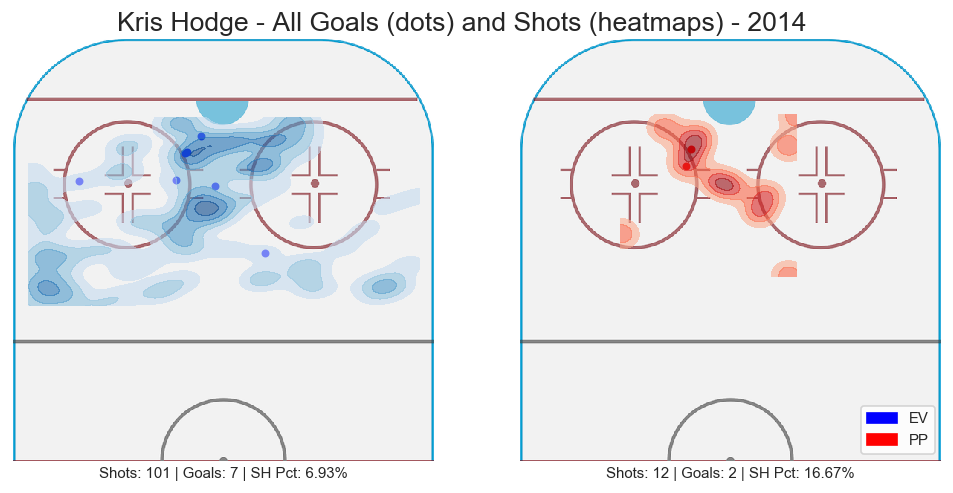 Kris Hodge - All Goals (dots) and Shots (heatmaps) - 2014
EV
PP
Shots: 101 | Goals: 7 | SH Pct: 6.93%
Shots: 12 | Goals: 2 | SH Pct: 16.67%